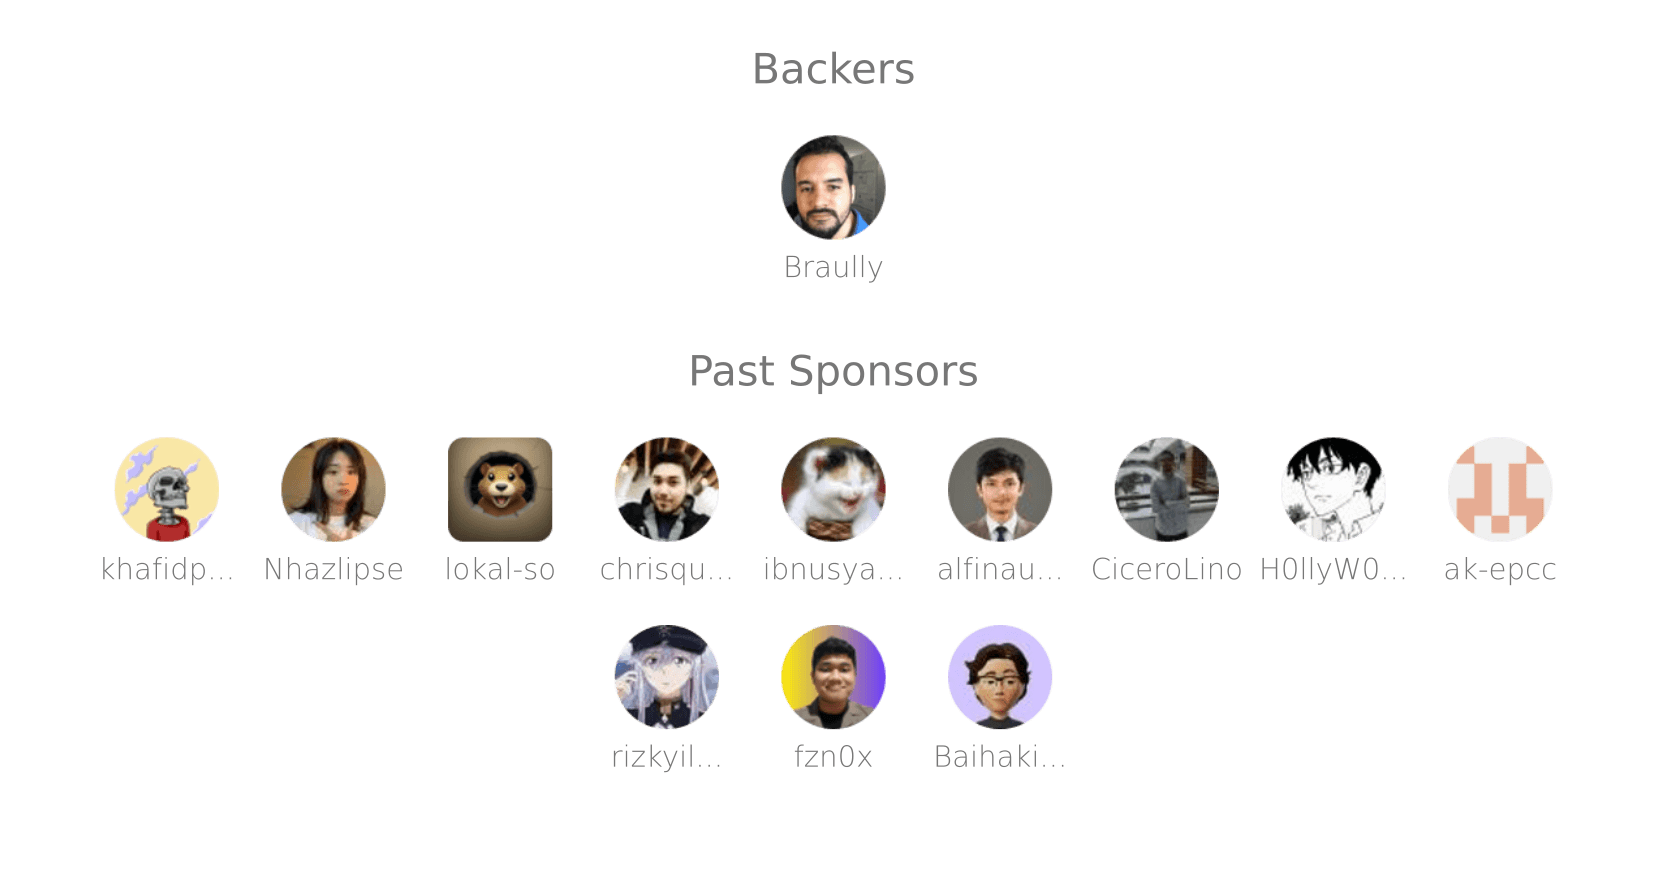 Backers
Braully
Past Sponsors
khafidp... Nhazlipse lokal-so chrisqu... ibnusya... alfinau... CiceroLino H0llyW0... ak-epcc
rizkyil... fzn0x Baihaki...